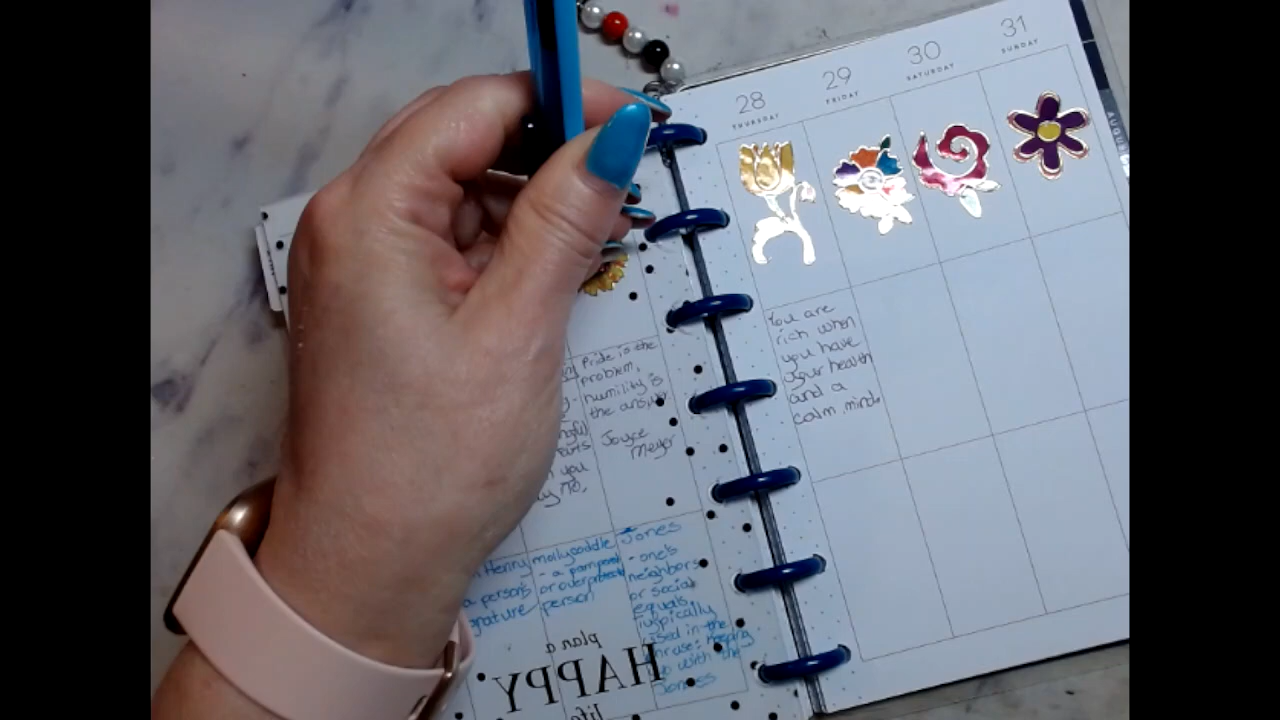 28
THURSDAY
29
FRIDAY
30
SATURDAY
31
SUNDAY
You are
rich when
you have
your health
and a
calm mind.
Pride is the
problem,
humility is
the answer
Joyce
Meyer
you
Henry
a person's
mollycoddle
- a pampered
or overprotected
person
Jones
- one's
neighbors
or social
equals,
typically
used in the
phrase: keeping
up with the
Joneses
plan a
HAPPY
life